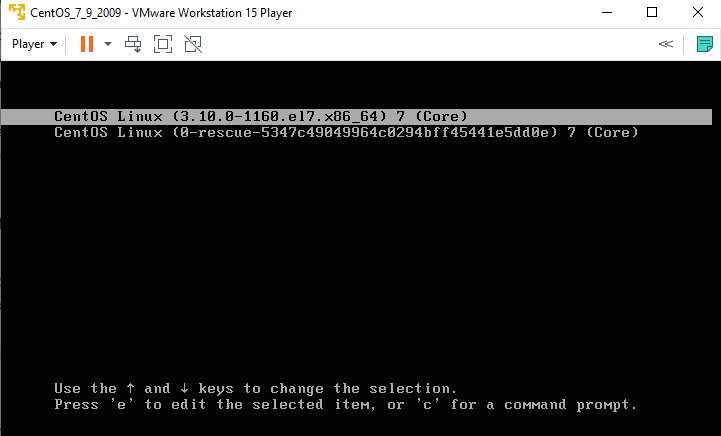 CentOS_7_9_2009 - VMware Workstation 15 Player
Player
CentOS Linux (3.10.0-1160.el7.x86_64) 7 (Core)
CentOS Linux (0-rescue-5347c49049964c0294bff45441e5dd0e) 7 (Core)
Use the ↑ and ↓ keys to change the selection.
Press 'e' to edit the selected item, or 'c' for a command prompt.